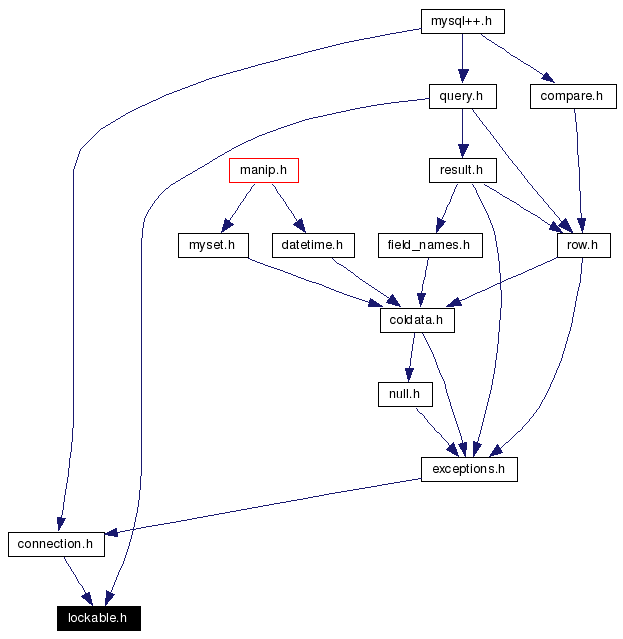 mysql++.h
query.h
compare.h
manip.h
result.h
myset.h
datetime.h
field_names.h
row.h
coldata.h
null.h
exceptions.h
connection.h
lockable.h